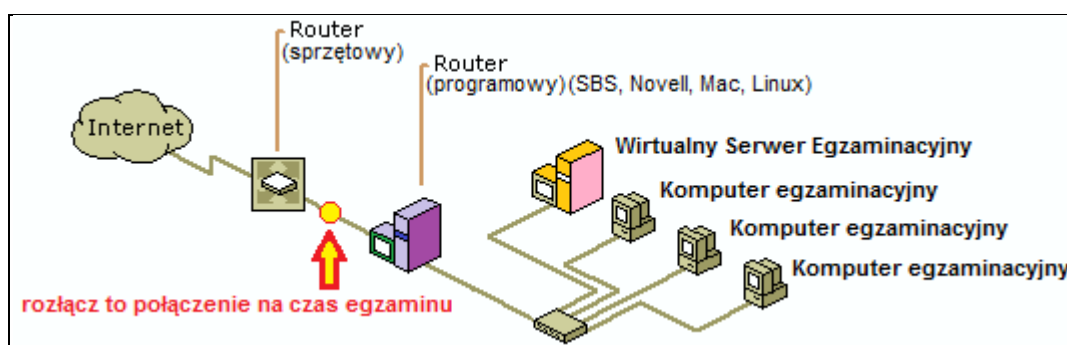 Router
(sprzętowy)
Router
(programowy)(SBS, Novell, Mac, Linux)
Internet
Wirtualny Serwer Egzaminacyjny
Komputer egzaminacyjny
Komputer egzaminacyjny
Komputer egzaminacyjny
rozłącz to połączenie na czas egzaminu